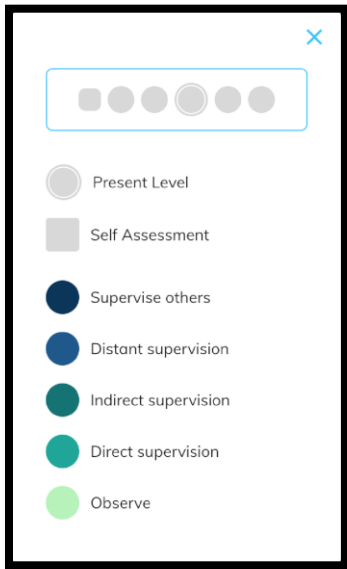 Present Level
Self Assessment
Supervise others
Distant supervision
Indirect supervision
Direct supervision
Observe